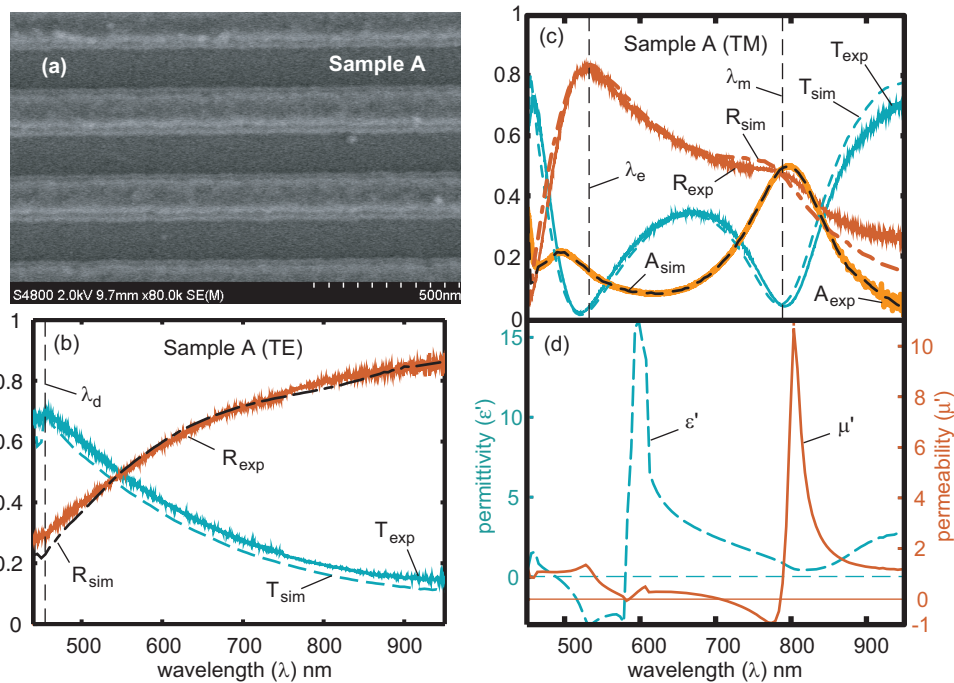 (a)
Sample A
S4800 2.0kV 9.7mm x80.0k SE(M)
500nm
(b)
Sample A (TE)
λd
Rexp
Rsim
Texp
Tsim
1
0.8
0.6
0.4
0.2
0
500 600 700 800 900
wavelength (λ) nm
(c)
Sample A (TM)
λm
λe
Texp
Tsim
Rsim
Rexp
Asim
Aexp
1
0.8
0.6
0.4
0.2
0
(d)
ε'
μ'
permittivity (ε')
15
10
5
0
permeability (μ')
10
8
6
4
2
0
-1
500 600 700 800 900
wavelength (λ) nm